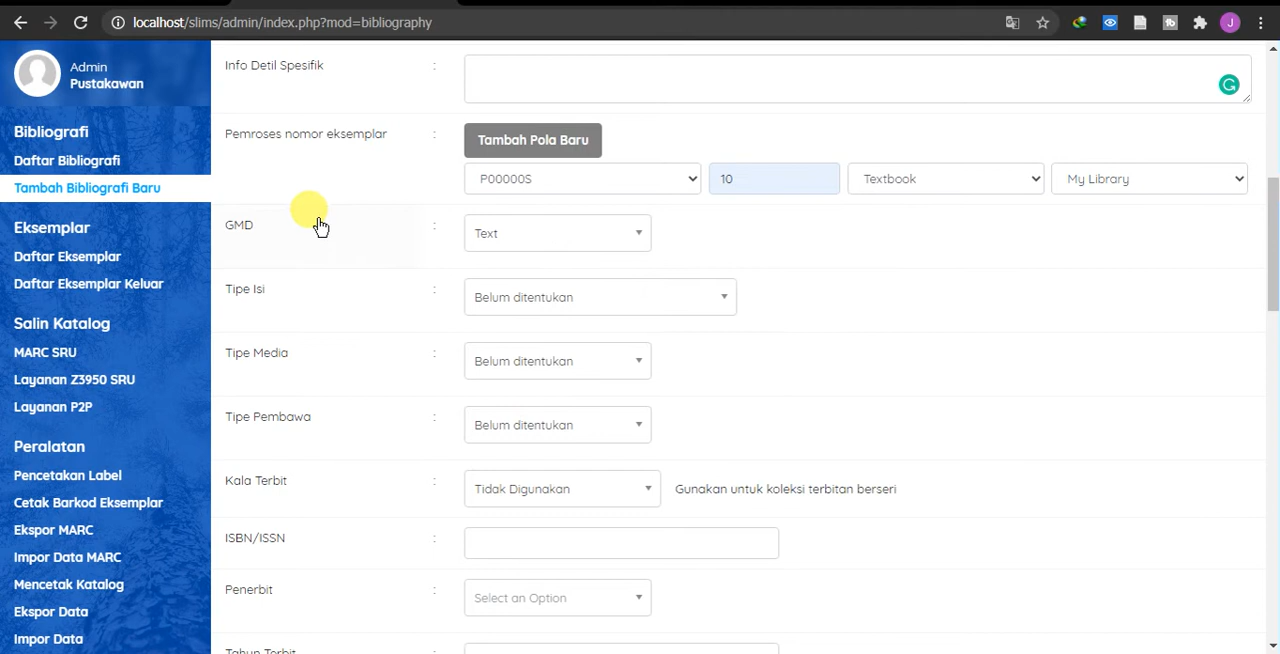 localhost/slims/admin/index.php?mod=bibliography
J
Admin
Pustakawan
Bibliografi
Daftar Bibliografi
Tambah Bibliografi Baru
Eksemplar
Daftar Eksemplar
Daftar Eksemplar Keluar
Salin Katalog
MARC SRU
Layanan Z3950 SRU
Layanan P2P
Peralatan
Pencetakan Label
Cetak Barkod Eksemplar
Ekspor MARC
Impor Data MARC
Mencetak Katalog
Ekspor Data
Impor Data
Info Detil Spesifik :
Pemroses nomor eksemplar : Tambah Pola Baru
P00000S 10 Textbook My Library
GMD : Text
Tipe Isi : Belum ditentukan
Tipe Media : Belum ditentukan
Tipe Pembawa : Belum ditentukan
Kala Terbit : Tidak Digunakan Gunakan untuk koleksi terbitan berseri
ISBN/ISSN :
Penerbit : Select an Option
Tahun Terbit :